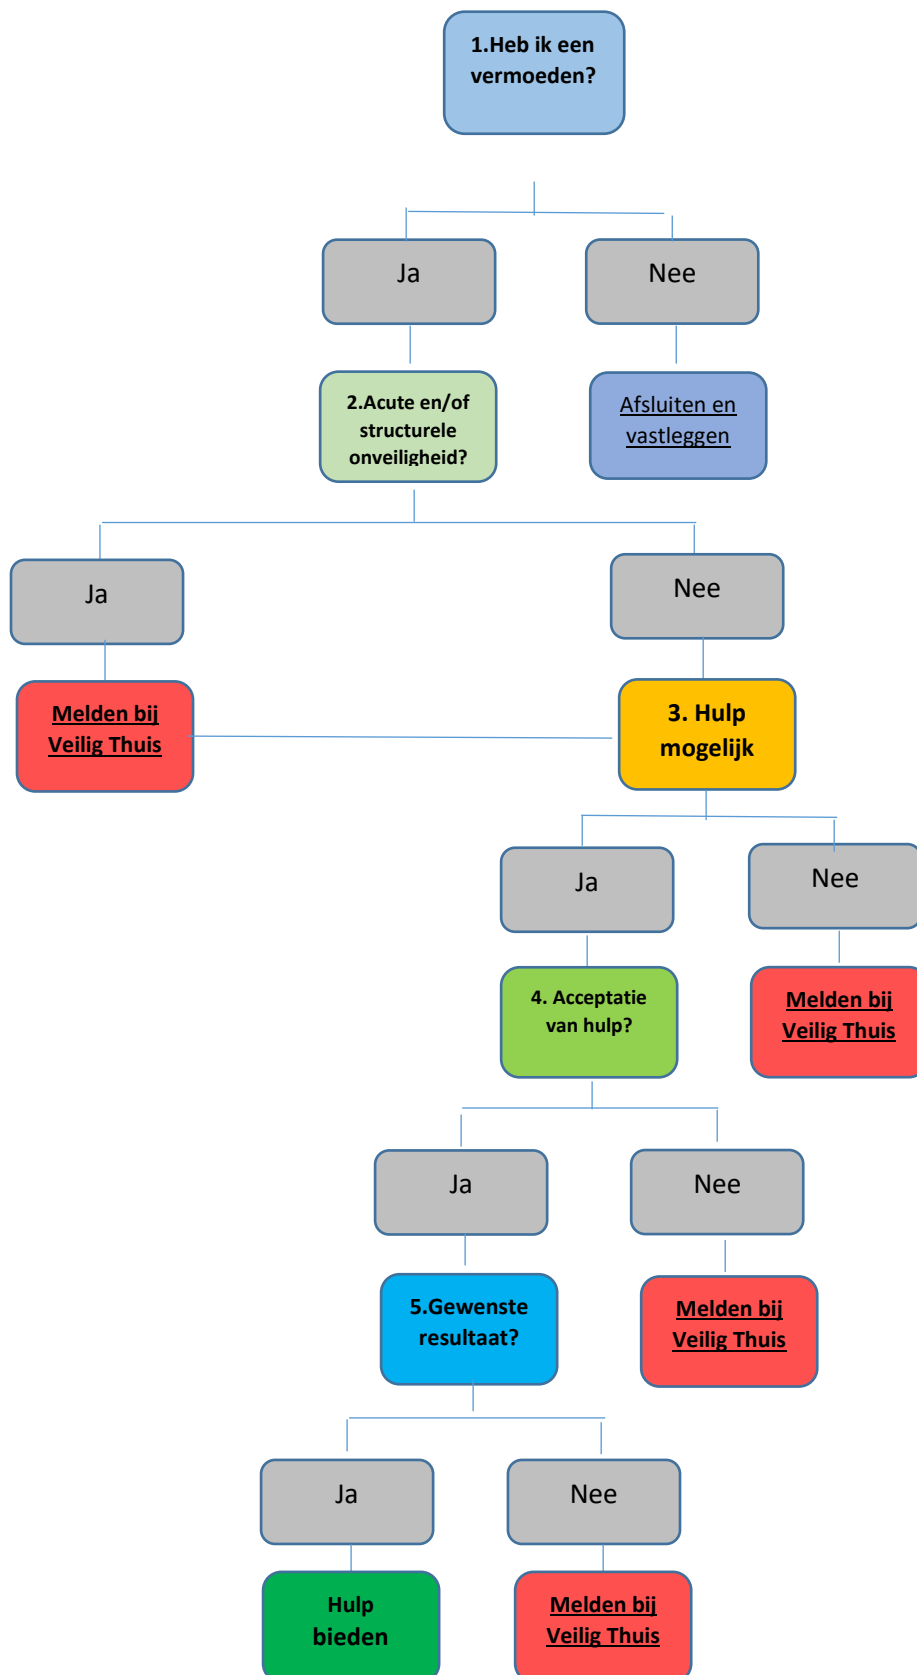 1.Heb ik een
vermoeden?
Ja
Nee
2.Acute en/of
structurele
onveiligheid?
Afsluiten en
vastleggen
Ja
Nee
Melden bij
Veilig Thuis
3. Hulp
mogelijk
Ja
Nee
4. Acceptatie
van hulp?
Melden bij
Veilig Thuis
Ja
Nee
5.Gewenste
resultaat?
Melden bij
Veilig Thuis
Ja
Nee
Hulp
bieden
Melden bij
Veilig Thuis